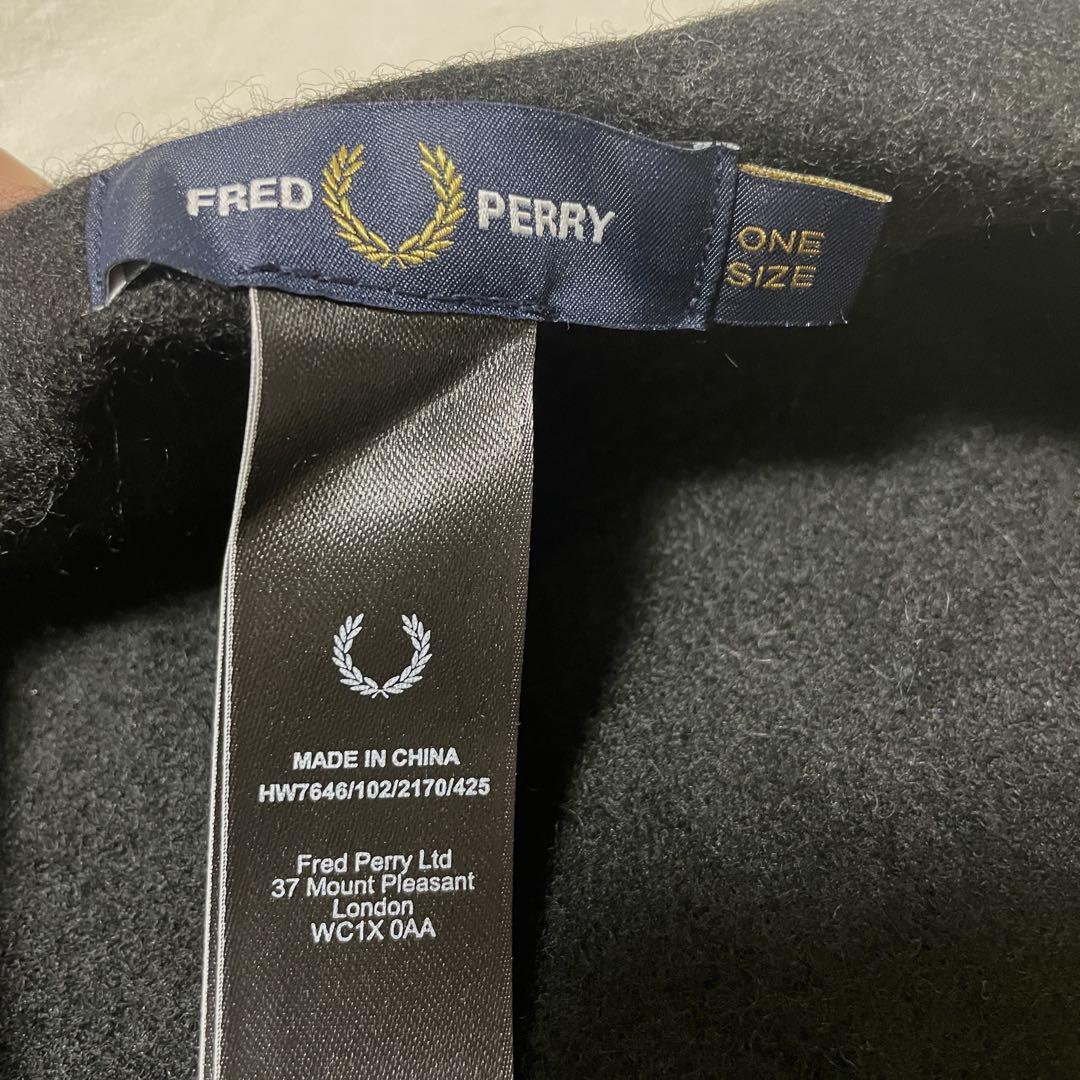 FRED PERRY
ONE
SIZE
MADE IN CHINA
HW7646/102/2170/425
Fred Perry Ltd
37 Mount Pleasant
London
WC1X 0AA